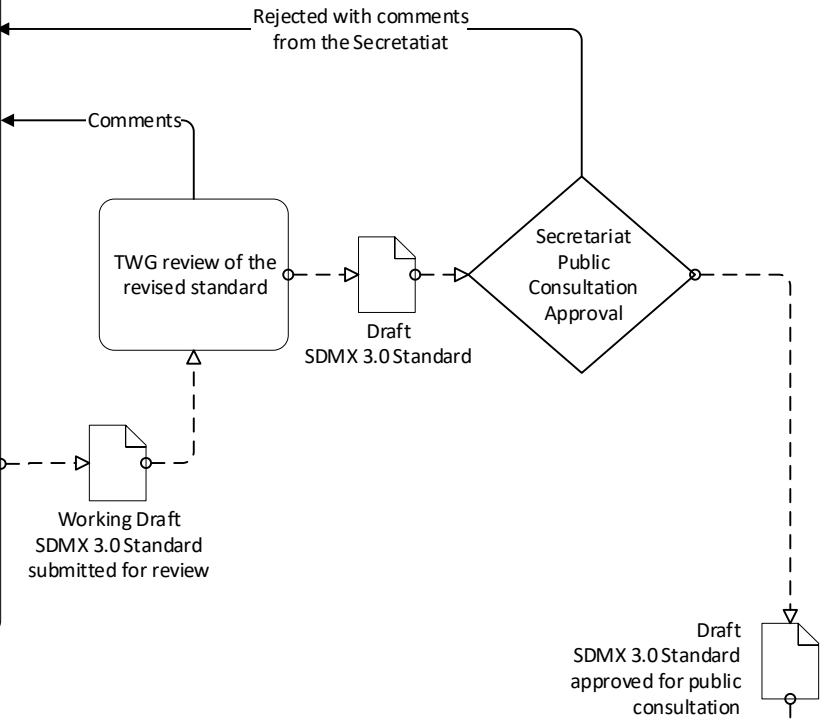 Rejected with comments
from the Secretatiat
Comments
TWG review of the
revised standard
Secretariat
Public
Consultation
Approval
Draft
SDMX 3.0 Standard
Working Draft
SDMX 3.0 Standard
submitted for review
Draft
SDMX 3.0 Standard
approved for public
consultation